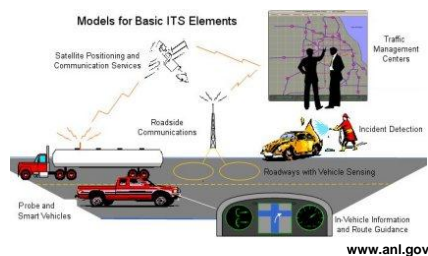 Models for Basic ITS Elements
Satellite Positioning and
Communication Services
Traffic
Management
Centers
Roadside
Communications
Incident Detection
Roadways with Vehicle Sensing
Probe and
Smart Vehicles
In-Vehicle Information
and Route Guidance
www.anl.gov